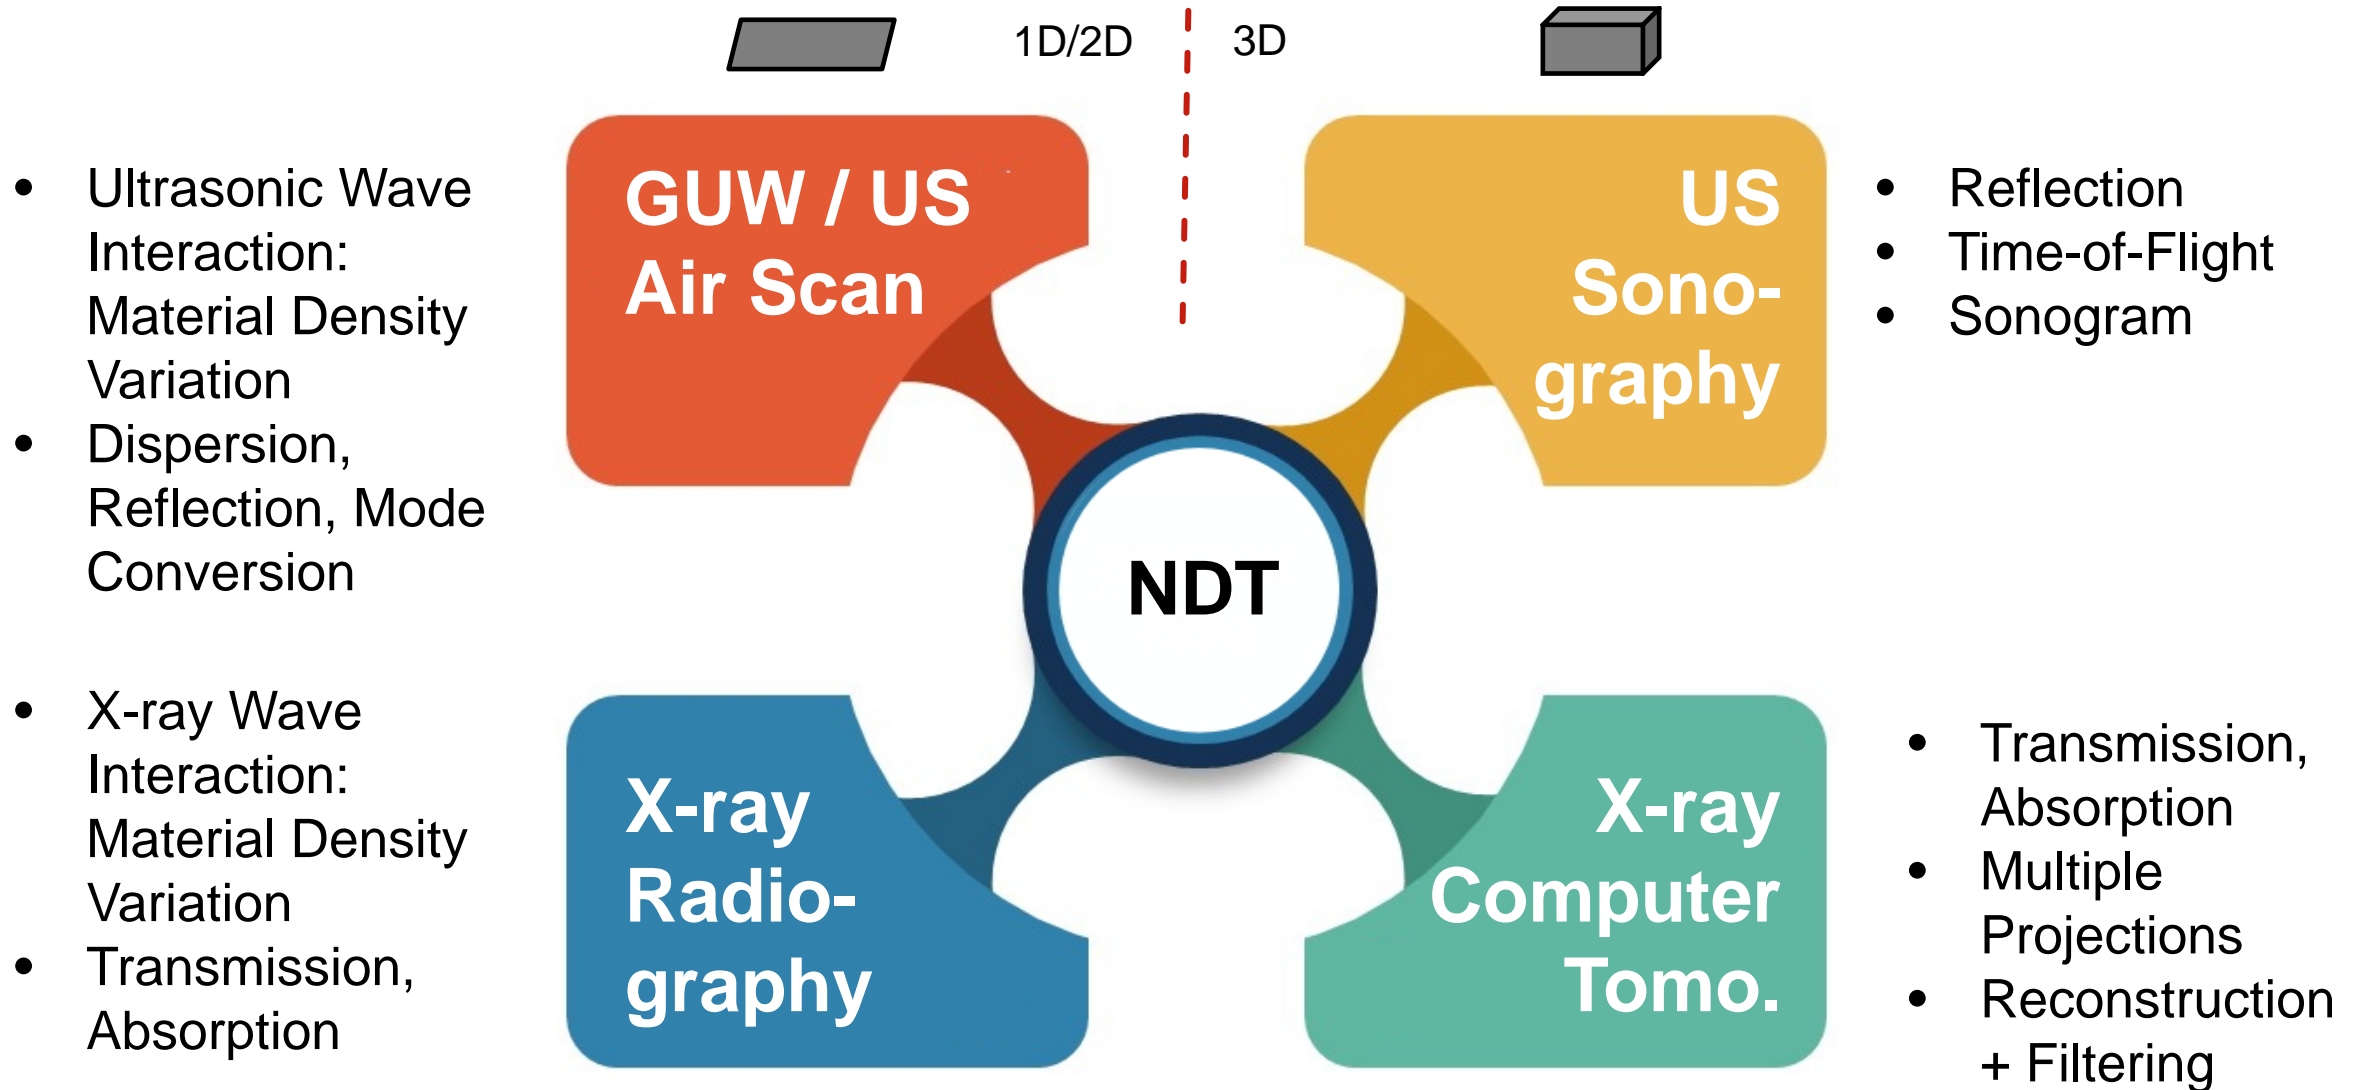 1D/2D
3D
• Ultrasonic Wave
Interaction:
Material Density
Variation
• Dispersion,
Reflection, Mode
Conversion
GUW / US
Air Scan
US
Sono-
graphy
• Reflection
• Time-of-Flight
• Sonogram
NDT
• X-ray Wave
Interaction:
Material Density
Variation
• Transmission,
Absorption
X-ray
Radio-
graphy
X-ray
Computer
Tomo.
• Transmission,
Absorption
• Multiple
Projections
• Reconstruction
+ Filtering